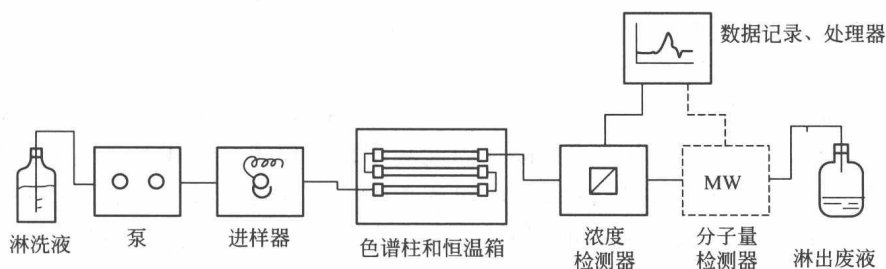 数据记录、处理器
MW
淋洗液
泵
进样器
色谱柱和恒温箱
浓度
检测器
分子量
检测器
淋出废液